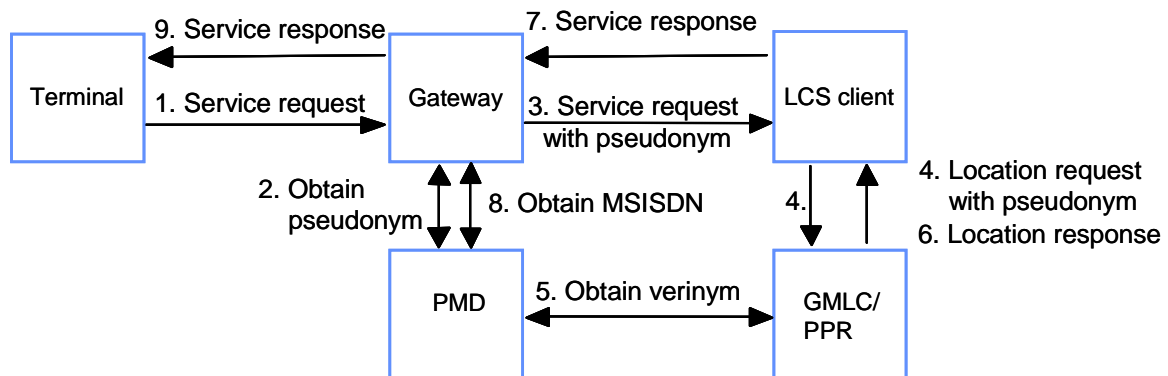 9. Service response
7. Service response
Terminal
Gateway
LCS client
1. Service request
3. Service request
with pseudonym
2. Obtain
pseudonym
8. Obtain MSISDN
4.
4. Location request
with pseudonym
6. Location response
PMD
5. Obtain verinym
GMLC/
PPR